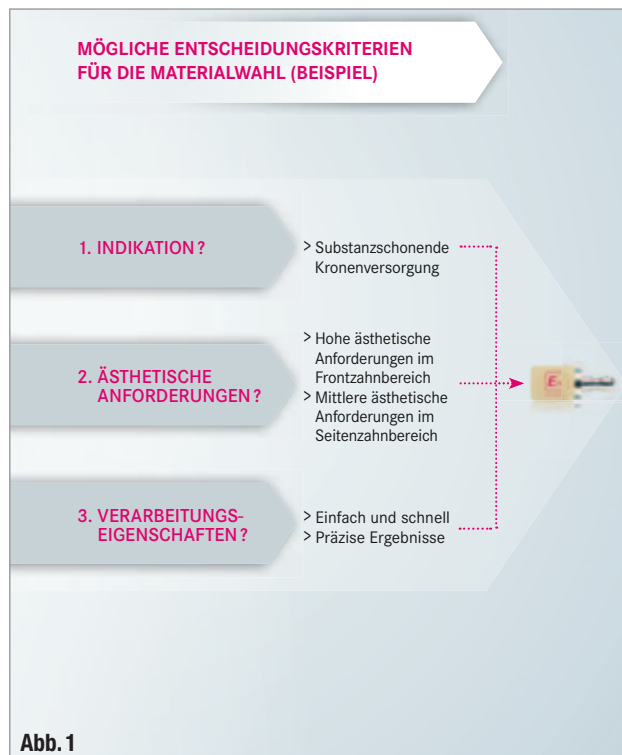 MÖGLICHE ENTSCHEIDUNGSKRITERIEN
FÜR DIE MATERIALWAHL (BEISPIEL)
1. INDIKATION?
> Substanzschonende
Kronenversorgung
2. ÄSTHETISCHE
ANFORDERUNGEN?
> Hohe ästhetische
Anforderungen im
Frontzahnbereich
> Mittlere ästhetische
Anforderungen im
Seitenzahnbereich
3. VERARBEITUNGS-
EIGENSCHAFTEN?
> Einfach und schnell
> Präzise Ergebnisse
E
Abb. 1